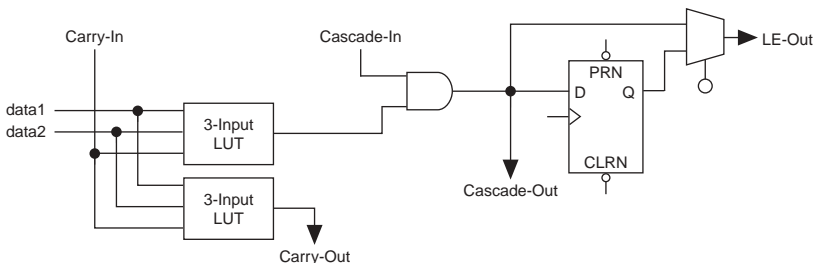 Carry-In
Cascade-In
LE-Out
PRN
D
Q
data1
data2
3-Input
LUT
CLRN
Cascade-Out
3-Input
LUT
Carry-Out